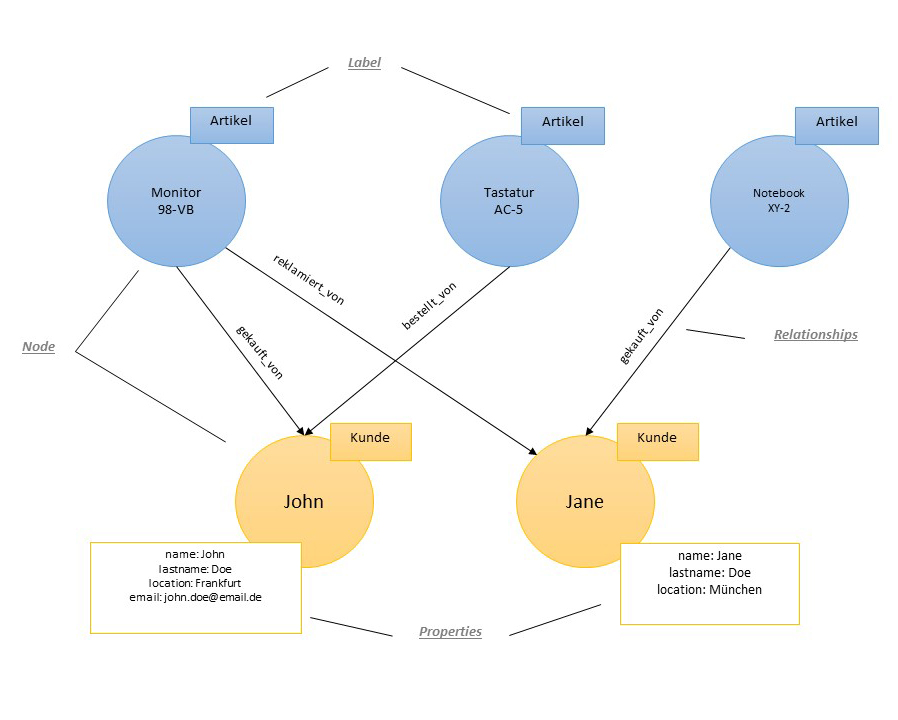 Label
Artikel
Artikel
Artikel
Monitor
98-VB
Tastatur
AC-5
Notebook
XY-2
reklamiert_von
bestellt_von
gekauft_von
gekauft_von
Relationships
Node
Kunde
Kunde
John
Jane
name: John
lastname: Doe
location: Frankfurt
email: john.doe@email.de
name: Jane
lastname: Doe
location: München
Properties